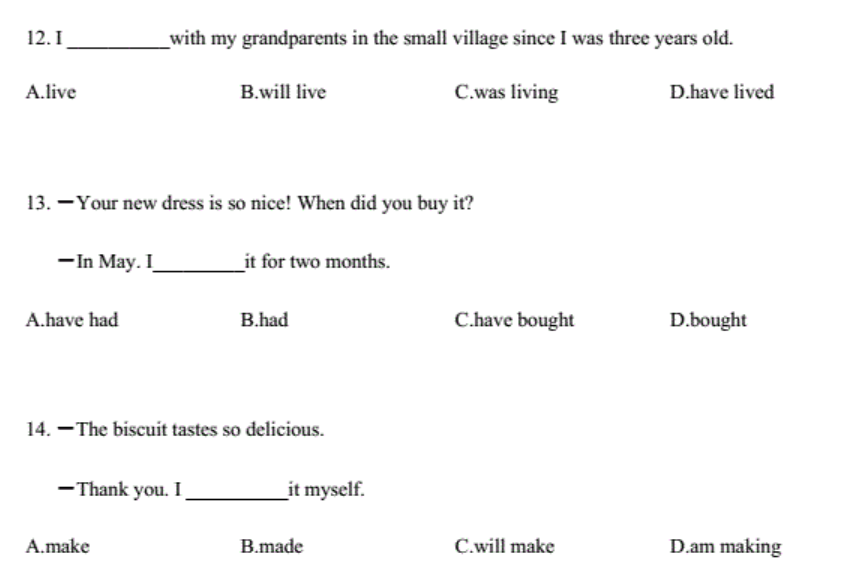 12. I __________with my grandparents in the small village since I was three years old.
A.live B.will live C.was living D.have lived
13. —Your new dress is so nice! When did you buy it?
—In May. I_________it for two months.
A.have had B.had C.have bought D.bought
14. —The biscuit tastes so delicious.
—Thank you. I __________it myself.
A.make B.made C.will make D.am making